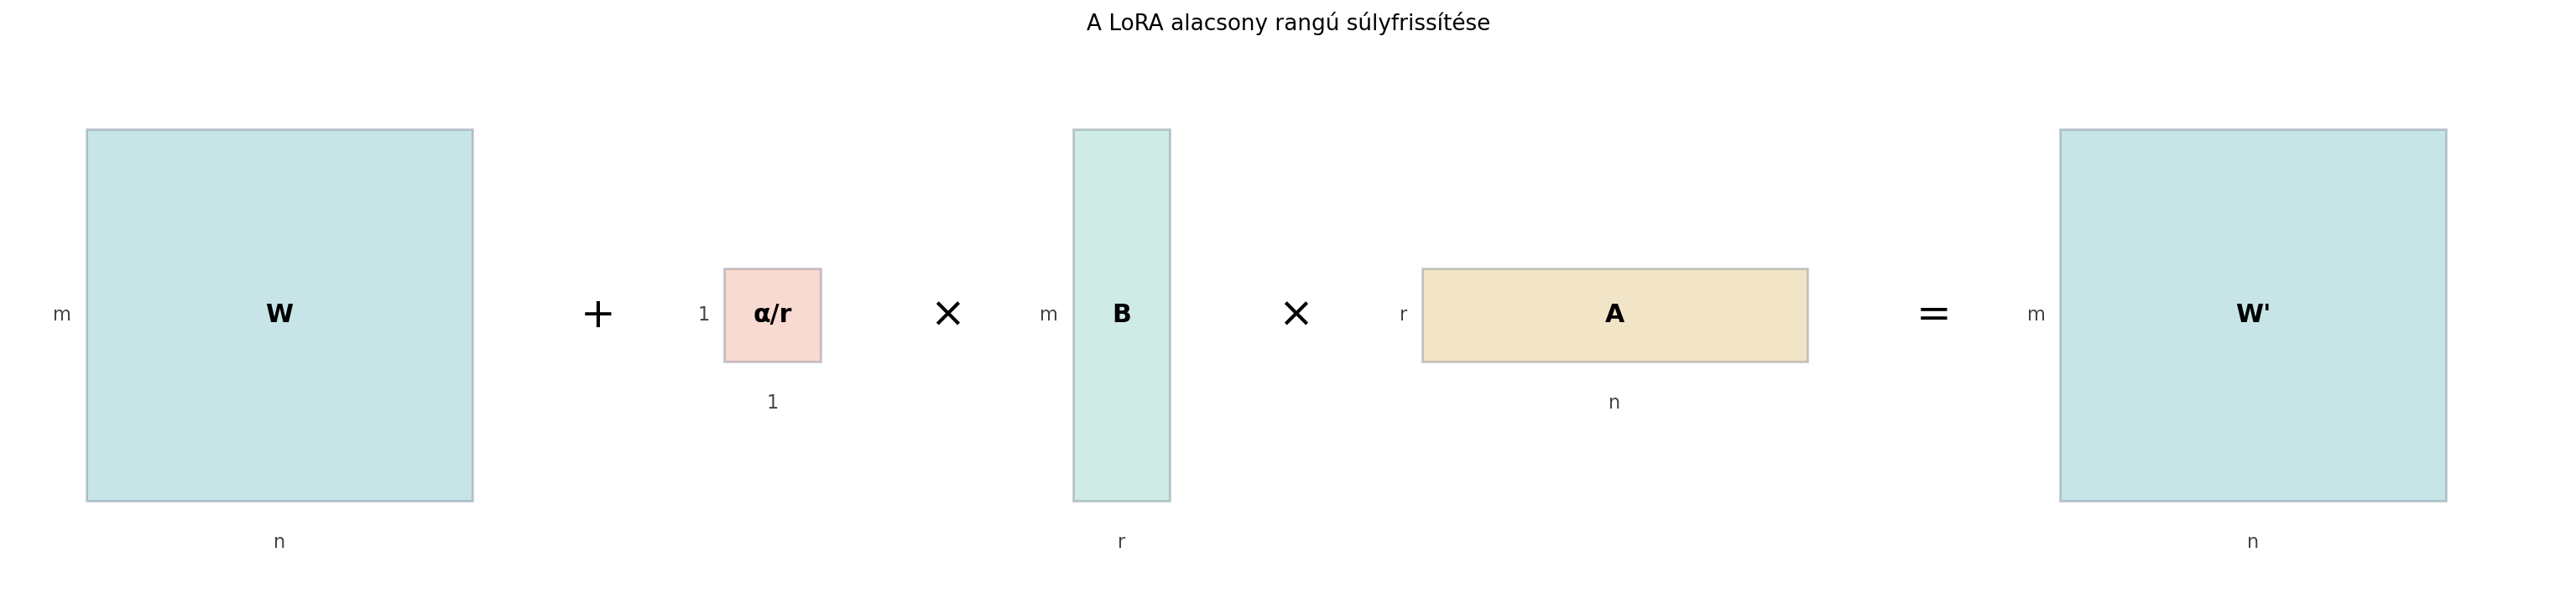 A LoRA alacsony rangú súlyfrissítése
m W + 1 α/r × m B × r A = m W'
1 n
n r n